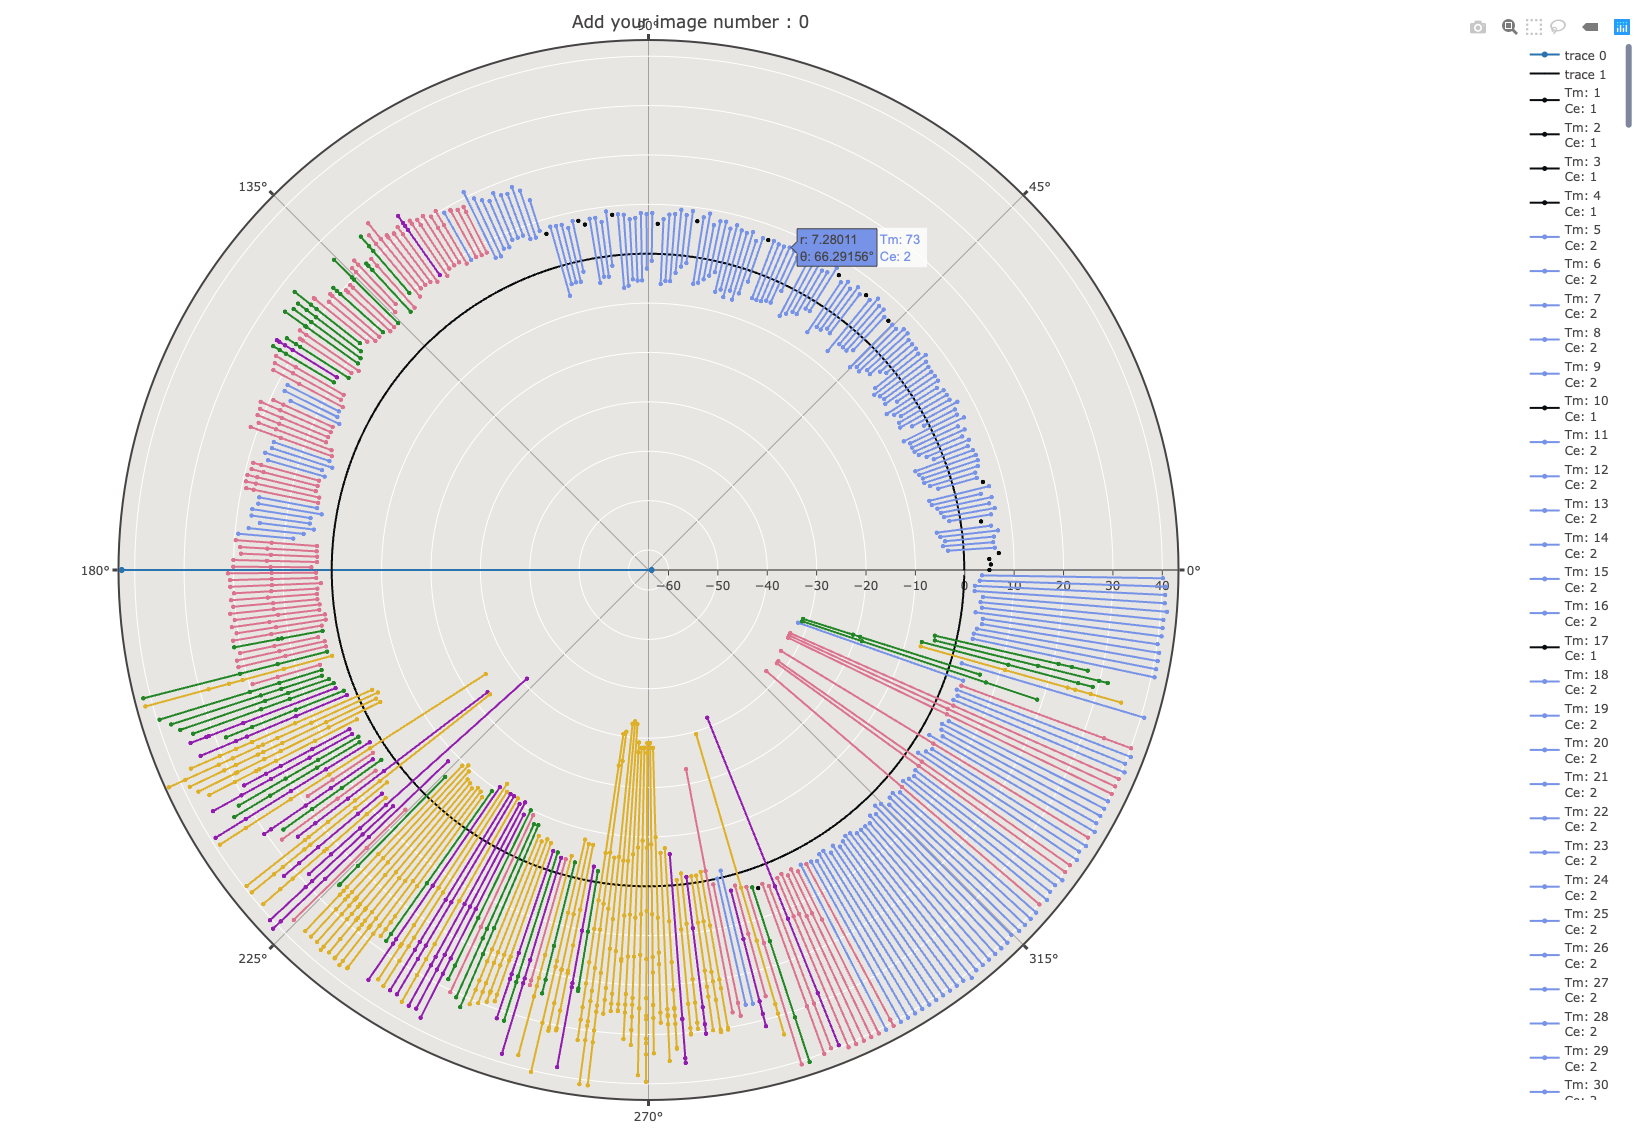 Add your image number : 0
90°
135°
45°
r: 7.28011
θ: 66.29156°
Tm: 73
Ce: 2
180°
−60
−50
−40
−30
−20
−10
0
10
20
30
40
0°
225°
315°
270°
trace 0
trace 1
Tm: 1
Ce: 1
Tm: 2
Ce: 1
Tm: 3
Ce: 1
Tm: 4
Ce: 1
Tm: 5
Ce: 2
Tm: 6
Ce: 2
Tm: 7
Ce: 2
Tm: 8
Ce: 2
Tm: 9
Ce: 2
Tm: 10
Ce: 1
Tm: 11
Ce: 2
Tm: 12
Ce: 2
Tm: 13
Ce: 2
Tm: 14
Ce: 2
Tm: 15
Ce: 2
Tm: 16
Ce: 2
Tm: 17
Ce: 1
Tm: 18
Ce: 2
Tm: 19
Ce: 2
Tm: 20
Ce: 2
Tm: 21
Ce: 2
Tm: 22
Ce: 2
Tm: 23
Ce: 2
Tm: 24
Ce: 2
Tm: 25
Ce: 2
Tm: 26
Ce: 2
Tm: 27
Ce: 2
Tm: 28
Ce: 2
Tm: 29
Ce: 2
Tm: 30